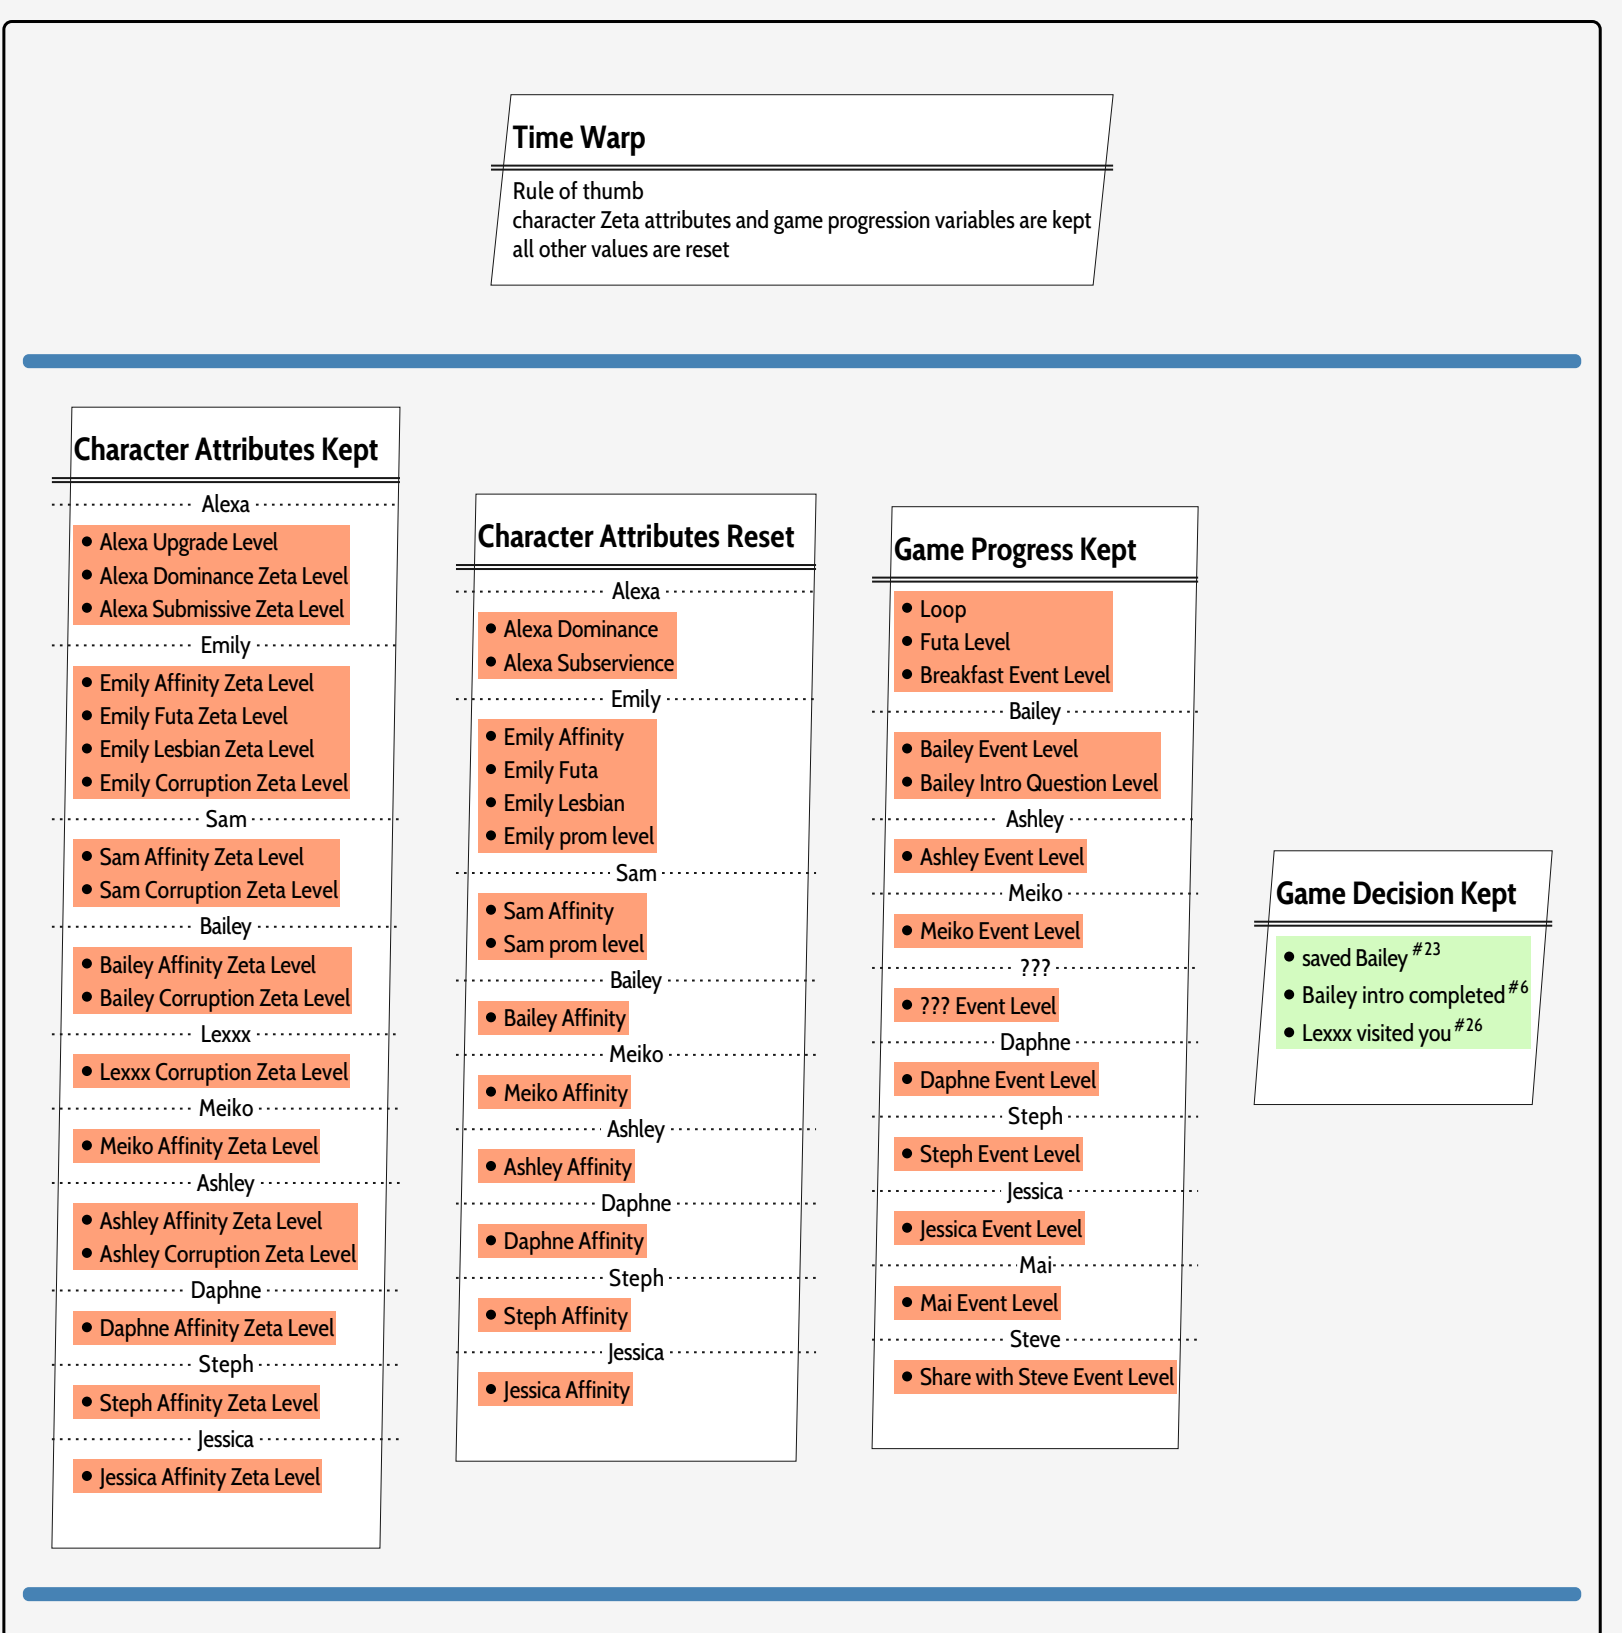 Time Warp
Rule of thumb
character Zeta attributes and game progression variables are kept
all other values are reset
Character Attributes Kept
Alexa
• Alexa Upgrade Level
• Alexa Dominance Zeta Level
• Alexa Submissive Zeta Level
Emily
• Emily Affinity Zeta Level
• Emily Futa Zeta Level
• Emily Lesbian Zeta Level
• Emily Corruption Zeta Level
Sam
• Sam Affinity Zeta Level
• Sam Corruption Zeta Level
Bailey
• Bailey Affinity Zeta Level
• Bailey Corruption Zeta Level
Lexxx
• Lexxx Corruption Zeta Level
Meiko
• Meiko Affinity Zeta Level
Ashley
• Ashley Affinity Zeta Level
• Ashley Corruption Zeta Level
Daphne
• Daphne Affinity Zeta Level
Steph
• Steph Affinity Zeta Level
Jessica
• Jessica Affinity Zeta Level
Character Attributes Reset
Alexa
• Alexa Dominance
• Alexa Subservience
Emily
• Emily Affinity
• Emily Futa
• Emily Lesbian
• Emily prom level
Sam
• Sam Affinity
• Sam prom level
Bailey
• Bailey Affinity
Meiko
• Meiko Affinity
Ashley
• Ashley Affinity
Daphne
• Daphne Affinity
Steph
• Steph Affinity
Jessica
• Jessica Affinity
Game Progress Kept
• Loop
• Futa Level
• Breakfast Event Level
Bailey
• Bailey Event Level
• Bailey Intro Question Level
Ashley
• Ashley Event Level
Meiko
• Meiko Event Level
???
• ??? Event Level
Daphne
• Daphne Event Level
Steph
• Steph Event Level
Jessica
• Jessica Event Level
Mai
• Mai Event Level
Steve
• Share with Steve Event Level
Game Decision Kept
• saved Bailey #23
• Bailey intro completed #6
• Lexxx visited you #26